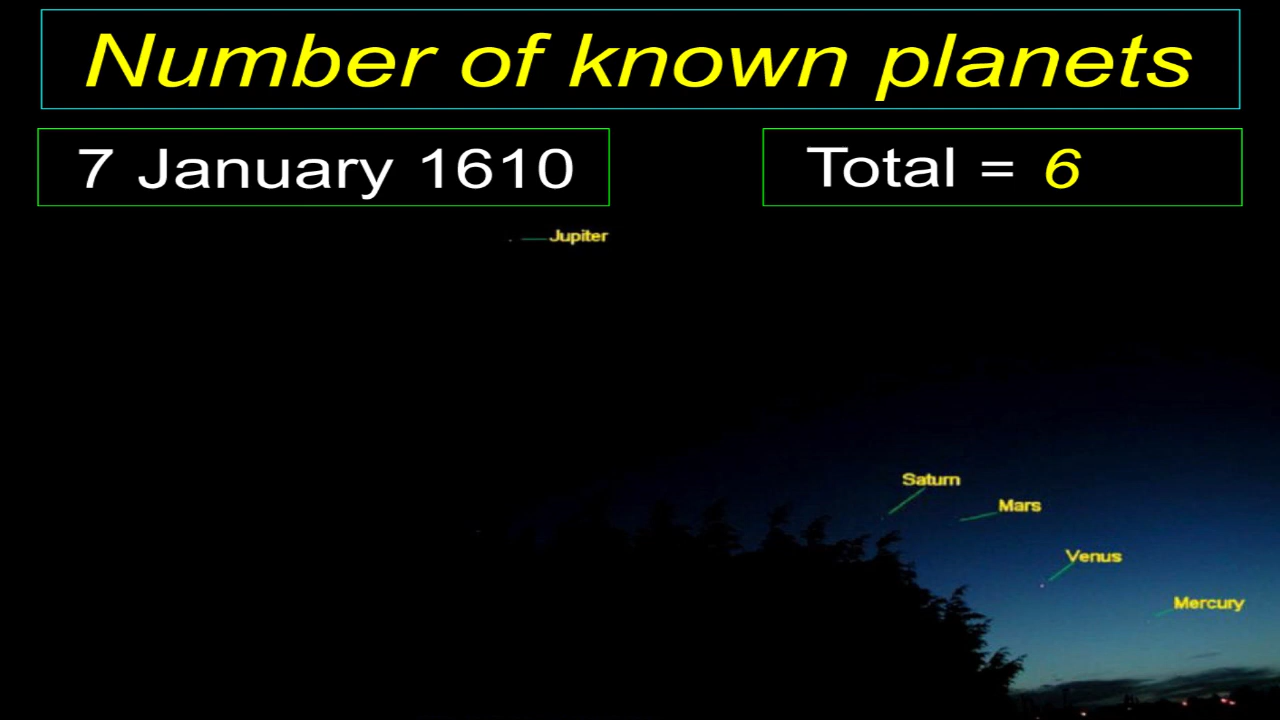 Number of known planets
7 January 1610
Total = 6
Jupiter
Saturn
Mars
Venus
Mercury